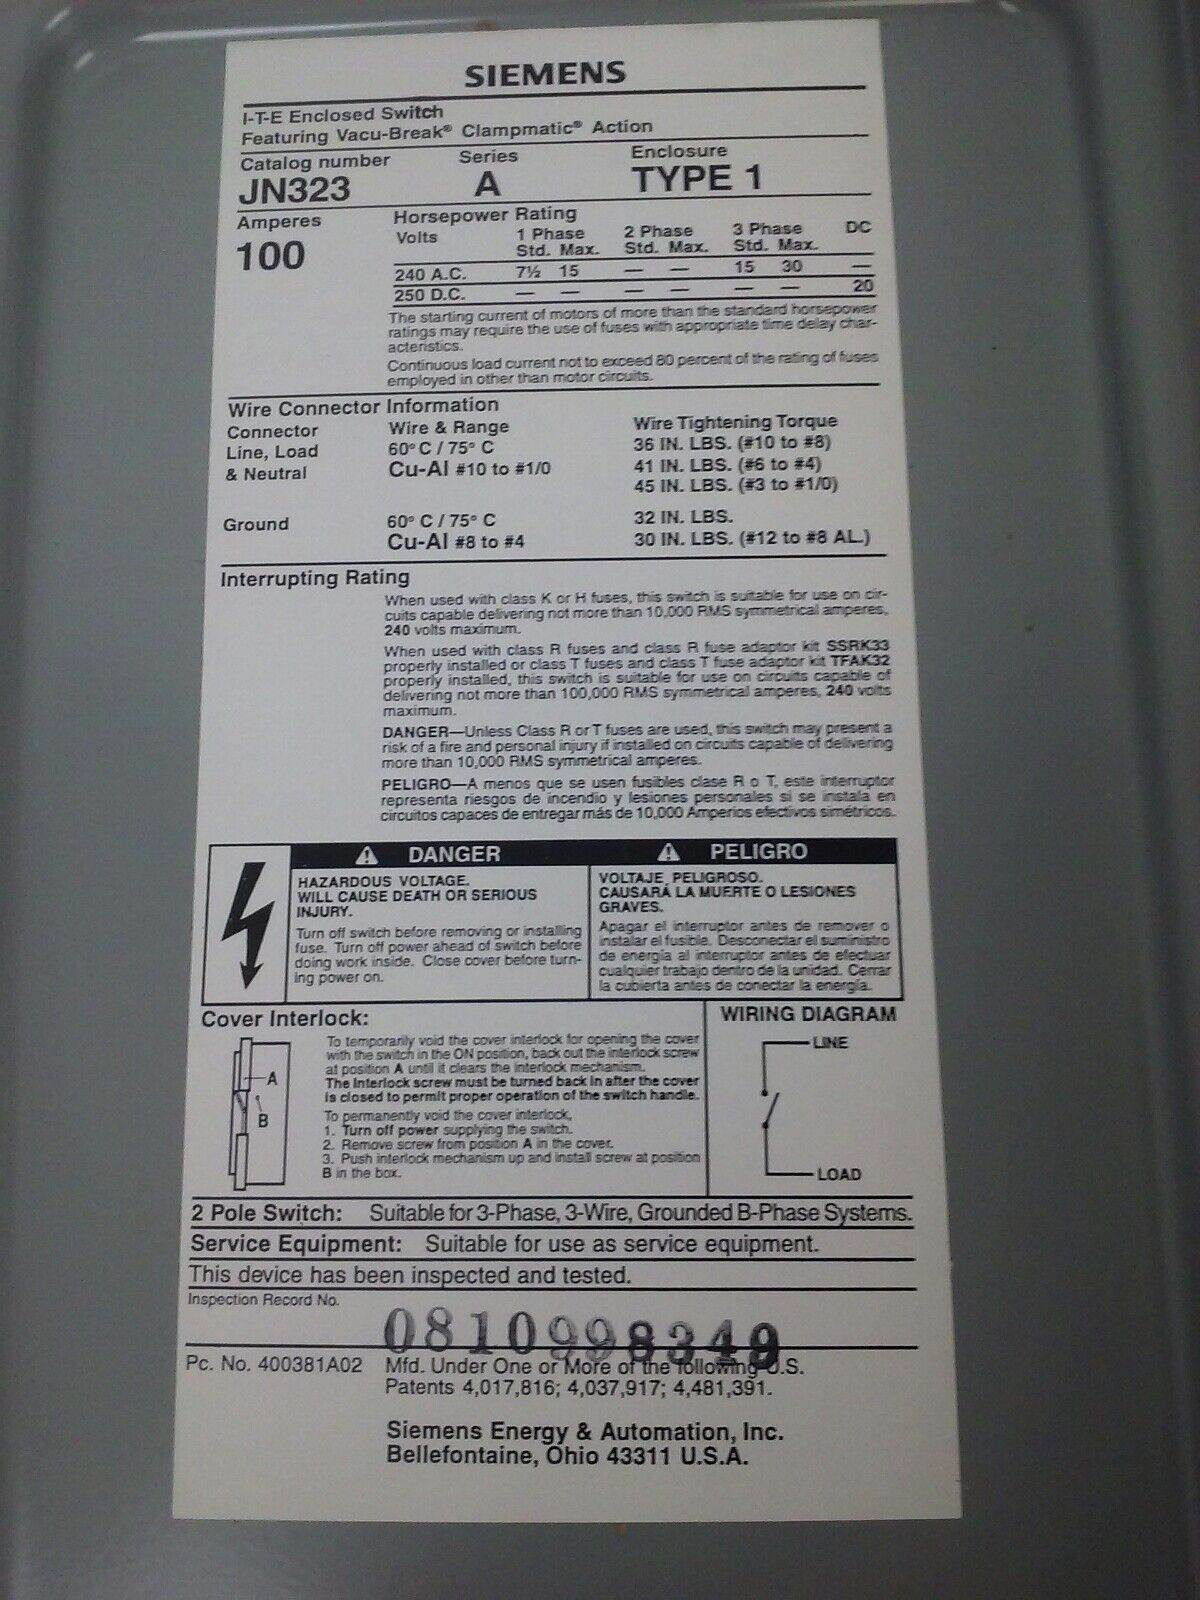 SIEMENS
I-T-E Enclosed Switch
Featuring Vacu-Break® Clampmatic® Action
Catalog number Series Enclosure
JN323 A TYPE 1
Amperes Horsepower Rating
100 Volts 1 Phase 2 Phase 3 Phase DC
Std. Max. Std. Max. Std. Max.
240 A.C. 7½ 15 — — 15 30 —
250 D.C. — — — — — — 20
The starting current of motors of more than the standard horsepower
ratings may require the use of fuses with appropriate time delay char-
acteristics.
Continuous load current not to exceed 80 percent of the rating of fuses
employed in other than motor circuits.
Wire Connector Information
Connector Wire & Range Wire Tightening Torque
Line, Load 60° C / 75° C 36 IN. LBS. (#10 to #8)
& Neutral Cu-Al #10 to #1/0 41 IN. LBS. (#6 to #4)
45 IN. LBS. (#3 to #1/0)
Ground 60° C / 75° C 32 IN. LBS.
Cu-Al #8 to #4 30 IN. LBS. (#12 to #8 AL.)
Interrupting Rating
When used with class K or H fuses, this switch is suitable for use on cir-
cuits capable delivering not more than 10,000 RMS symmetrical amperes,
240 volts maximum.
When used with class R fuses and class R fuse adaptor kit SSRK33
properly installed or class T fuses and class T fuse adaptor kit TFAK32
properly installed, this switch is suitable for use on circuits capable of
delivering not more than 100,000 RMS symmetrical amperes, 240 volts
maximum.
DANGER—Unless Class R or T fuses are used, this switch may present a
risk of a fire and personal injury if installed on circuits capable of delivering
more than 10,000 RMS symmetrical amperes.
PELIGRO—A menos que se usen fusibles clase R o T, este interruptor
representa riesgos de incendio y lesiones personales si se instala en
circuitos capaces de entregar más de 10,000 Amperios efectivos simétricos.
DANGER
HAZARDOUS VOLTAGE.
WILL CAUSE DEATH OR SERIOUS
INJURY.
Turn off switch before removing or installing
fuse. Turn off power ahead of switch before
doing work inside. Close cover before turn-
ing power on.
PELIGRO
VOLTAJE PELIGROSO.
CAUSARÁ LA MUERTE O LESIONES
GRAVES.
Apagar el interruptor antes de remover o
instalar el fusible. Desconectar el suministro
de energía al interruptor antes de efectuar
cualquier trabajo dentro de la unidad. Cerrar
la cubierta antes de conectar la energía.
Cover Interlock:
A
B
To temporarily void the cover interlock for opening the cover
with the switch in the ON position, back out the interlock screw
at position A until it clears the interlock mechanism.
The interlock screw must be turned back in after the cover
is closed to permit proper operation of the switch handle.
To permanently void the cover interlock,
1. Turn off power supplying the switch.
2. Remove screw from position A in the cover.
3. Push interlock mechanism up and install screw at position
B in the box.
WIRING DIAGRAM
LINE
LOAD
2 Pole Switch: Suitable for 3-Phase, 3-Wire, Grounded B-Phase Systems.
Service Equipment: Suitable for use as service equipment.
This device has been inspected and tested.
Inspection Record No.
0810998349
Pc. No. 400381A02 Mfd. Under One or More of the following U.S.
Patents 4,017,816; 4,037,917; 4,481,391.
Siemens Energy & Automation, Inc.
Bellefontaine, Ohio 43311 U.S.A.